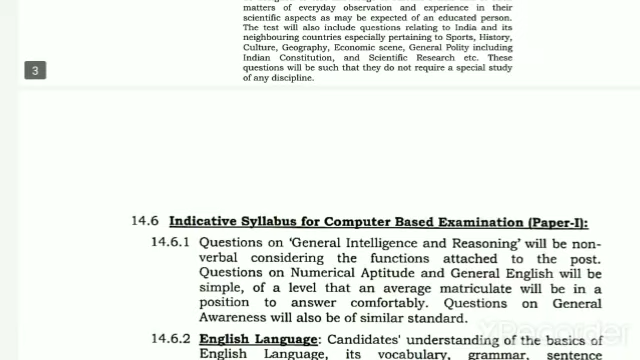 matters of everyday observation and experience in their
scientific aspects as may be expected of an educated person.
The test will also include questions relating to India and its
neighbouring countries especially pertaining to Sports, History,
Culture, Geography, Economic scene, General Polity including
Indian Constitution, and Scientific Research etc. These
questions will be such that they do not require a special study
of any discipline.
3
14.6 Indicative Syllabus for Computer Based Examination (Paper-I):
14.6.1 Questions on 'General Intelligence and Reasoning' will be non-
verbal considering the functions attached to the post.
Questions on Numerical Aptitude and General English will be
simple, of a level that an average matriculate will be in a
position to answer comfortably. Questions on General
Awareness will also be of similar standard.
XRecorder
14.6.2 English Language: Candidates' understanding of the basics of
English Language, its vocabulary, grammar, sentence